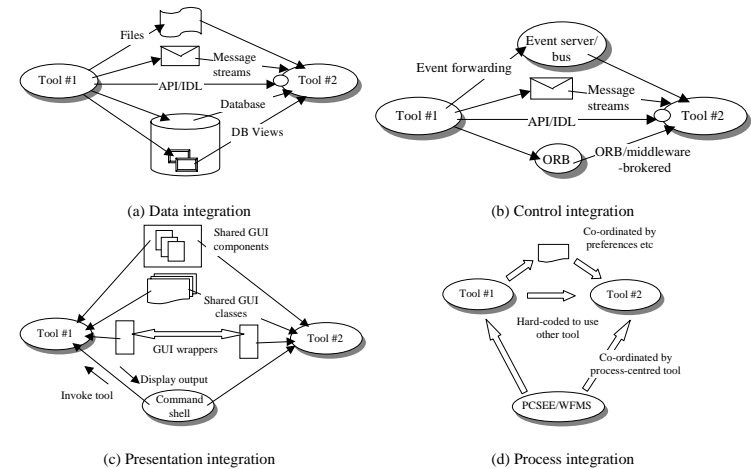 Files
Message
streams
Tool #1
API/IDL
Tool #2
Database
DB Views
(a) Data integration
Event server/
bus
Event forwarding
Message
streams
Tool #1
API/IDL
Tool #2
ORB
ORB/middleware
-brokered
(b) Control integration
Shared GUI
components
Shared GUI
classes
Tool #1
GUI wrappers
Tool #2
Display output
Invoke tool
Command
shell
(c) Presentation integration
Co-ordinated by
preferences etc
Tool #1
Tool #2
Hard-coded to use
other tool
Co-ordinated by
process-centred tool
PCSEE/WFMS
(d) Process integration